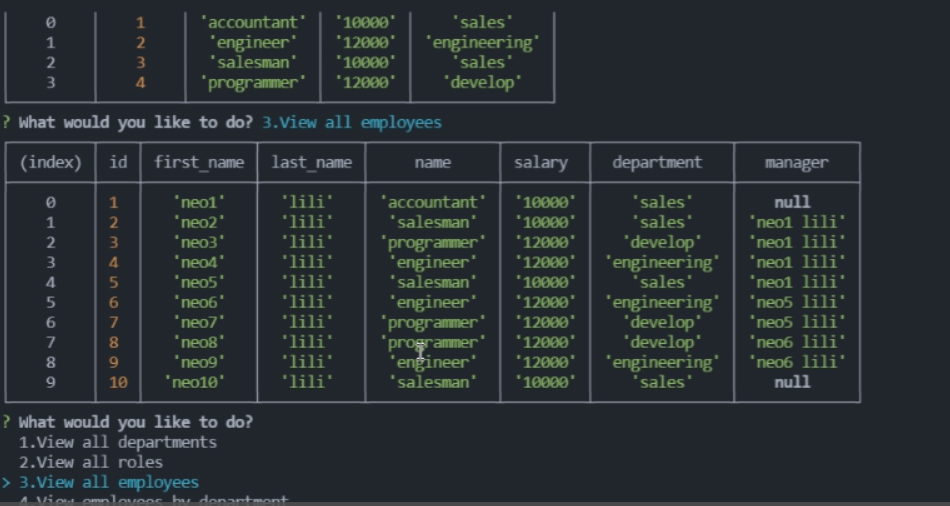 0 1 'accountant' '10000' 'sales'
1 2 'engineer' '12000' 'engineering'
2 3 'salesman' '10000' 'sales'
3 4 'programmer' '12000' 'develop'
? What would you like to do? 3.View all employees
(index) id first_name last_name name salary department manager
0 1 'neo1' 'lili' 'accountant' '10000' 'sales' null
1 2 'neo2' 'lili' 'salesman' '10000' 'sales' 'neo1 lili'
2 3 'neo3' 'lili' 'programmer' '12000' 'develop' 'neo1 lili'
3 4 'neo4' 'lili' 'engineer' '12000' 'engineering' 'neo1 lili'
4 5 'neo5' 'lili' 'salesman' '10000' 'sales' 'neo1 lili'
5 6 'neo6' 'lili' 'engineer' '12000' 'engineering' 'neo5 lili'
6 7 'neo7' 'lili' 'programmer' '12000' 'develop' 'neo5 lili'
7 8 'neo8' 'lili' 'programmer' '12000' 'develop' 'neo6 lili'
8 9 'neo9' 'lili' 'engineer' '12000' 'engineering' 'neo6 lili'
9 10 'neo10' 'lili' 'salesman' '10000' 'sales' null
? What would you like to do?
1.View all departments
2.View all roles
> 3.View all employees
4.View employees by department